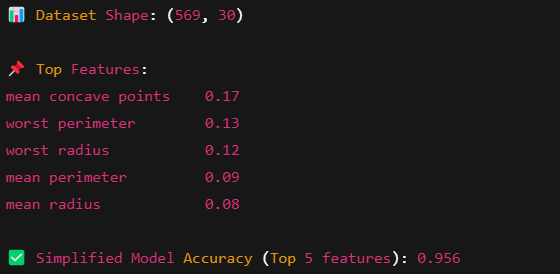 📊 Dataset Shape: (569, 30)
📌 Top Features:
mean concave points    0.17
worst perimeter        0.13
worst radius           0.12
mean perimeter         0.09
mean radius            0.08
✅ Simplified Model Accuracy (Top 5 features): 0.956